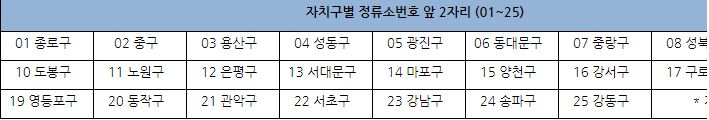 자치구별 정류소번호 앞 2자리 (01~25)
01 종로구 02 중구 03 용산구 04 성동구 05 광진구 06 동대문구 07 중랑구 08 성북
10 도봉구 11 노원구 12 은평구 13 서대문구 14 마포구 15 양천구 16 강서구 17 구로
19 영등포구 20 동작구 21 관악구 22 서초구 23 강남구 24 송파구 25 강동구 *